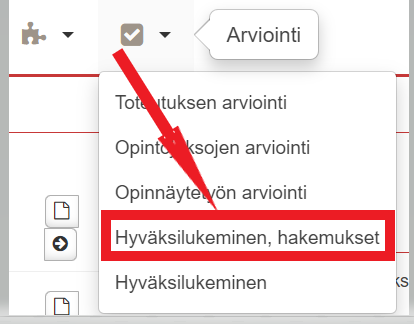 Arviointi
Toteutuksen arviointi
Opintojaksojen arviointi
Opinnäytetyön arviointi
Hyväksilukeminen, hakemukset
Hyväksilukeminen